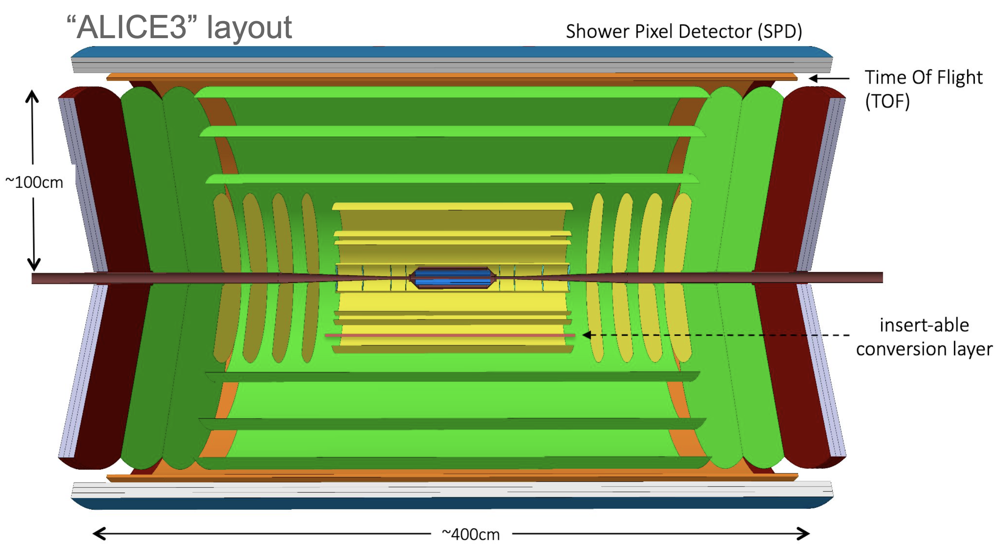 “ALICE3” layout
Shower Pixel Detector (SPD)
Time Of Flight
(TOF)
~100cm
insert-able
conversion layer
~400cm